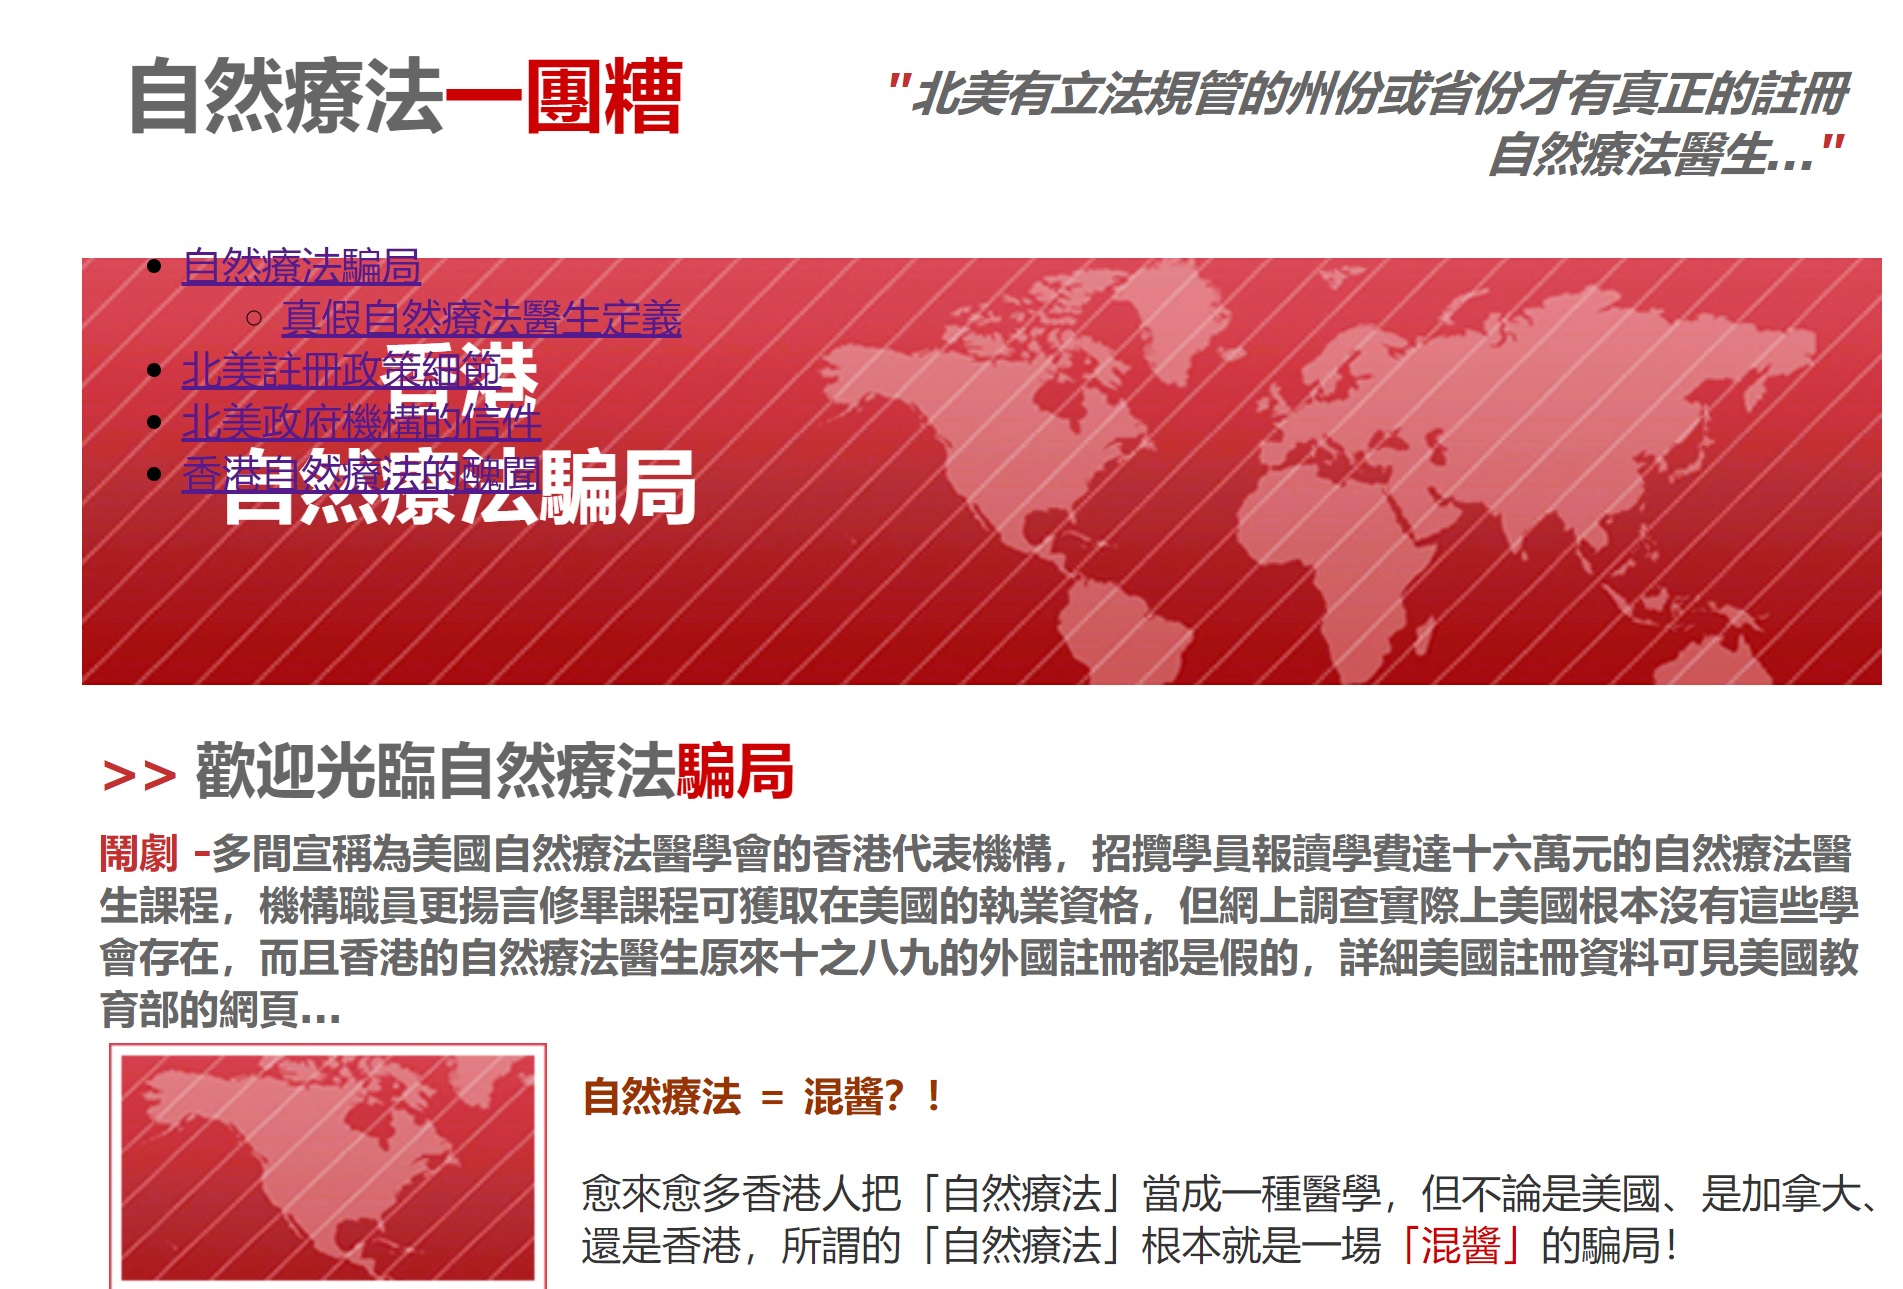 自然療法一團糟
"北美有立法規管的州份或省份才有真正的註冊
自然療法醫生..."
自然療法騙局
真假自然療法醫生定義
北美註冊政策細節
北美政府機構的信件
香港自然療法的醜聞
香港
自然療法騙局
>> 歡迎光臨自然療法騙局
鬧劇 -多間宣稱為美國自然療法醫學會的香港代表機構，招攬學員報讀學費達十六萬元的自然療法醫
生課程，機構職員更揚言修畢課程可獲取在美國的執業資格，但網上調查實際上美國根本沒有這些學
會存在，而且香港的自然療法醫生原來十之八九的外國註冊都是假的，詳細美國註冊資料可見美國教
育部的網頁...
自然療法 = 混醬？！
愈來愈多香港人把「自然療法」當成一種醫學，但不論是美國、是加拿大、
還是香港，所謂的「自然療法」根本就是一場「混醬」的騙局！